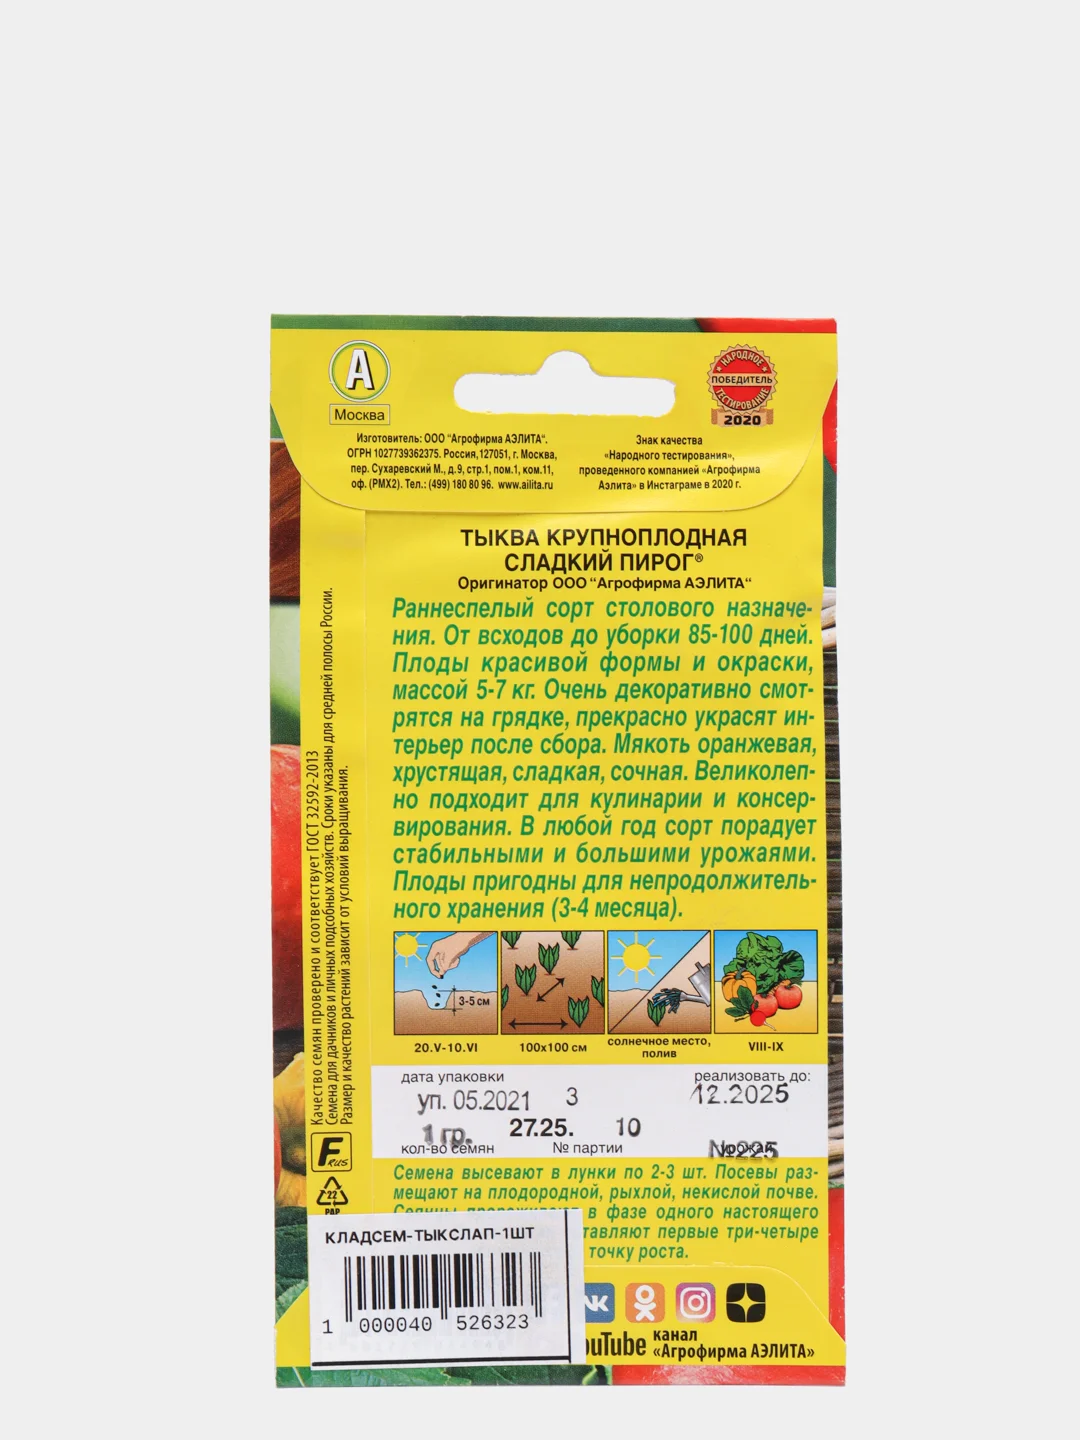 А
Москва
НАРОДНОЕ
ПОБЕДИТЕЛЬ
ТЕСТИРОВАНИЕ
2020
Изготовитель: ООО "Агрофирма АЭЛИТА".
ОГРН 1027739362375. Россия,127051, г. Москва,
пер. Сухаревский М., д.9, стр.1, пом.1, ком.11,
оф. (РМХ2). Тел.: (499) 180 80 96. www.ailita.ru
Знак качества
«Народного тестирования»,
проведенного компанией «Агрофирма
Аэлита» в Инстаграме в 2020 г.
ТЫКВА КРУПНОПЛОДНАЯ
СЛАДКИЙ ПИРОГ®
Оригинатор ООО "Агрофирма АЭЛИТА"
Раннеспелый сорт столового назначе-
ния. От всходов до уборки 85-100 дней.
Плоды красивой формы и окраски,
массой 5-7 кг. Очень декоративно смот-
рятся на грядке, прекрасно украсят ин-
терьер после сбора. Мякоть оранжевая,
хрустящая, сладкая, сочная. Великолеп-
но подходит для кулинарии и консер-
вирования. В любой год сорт порадует
стабильными и большими урожаями.
Плоды пригодны для непродолжитель-
ного хранения (3-4 месяца).
3-5 см
20.V-10.VI
100х100 см
солнечное место,
полив
VIII-IX
Качество семян проверено и соответствует ГОСТ 32592-2013
Семена для дачников и личных подсобных хозяйств. Сроки указаны для средней полосы России.
Размер и качество растений зависит от условий выращивания.
F RUS
22
PAP
дата упаковки
реализовать до:
уп. 05.2021 3 12.2025
1 гр. 27.25. 10
кол-во семян № партии урожай №225
Семена высевают в лунки по 2-3 шт. Посевы раз-
мещают на плодородной, рыхлой, некислой почве.
Сеянцы прореживают в фазе одного настоящего
тавляют первые три-четыре
точку роста.
КЛАДСЕМ-ТЫКСЛАП-1ШТ
1 000040 526323
ouTube канал
«Агрофирма АЭЛИТА»